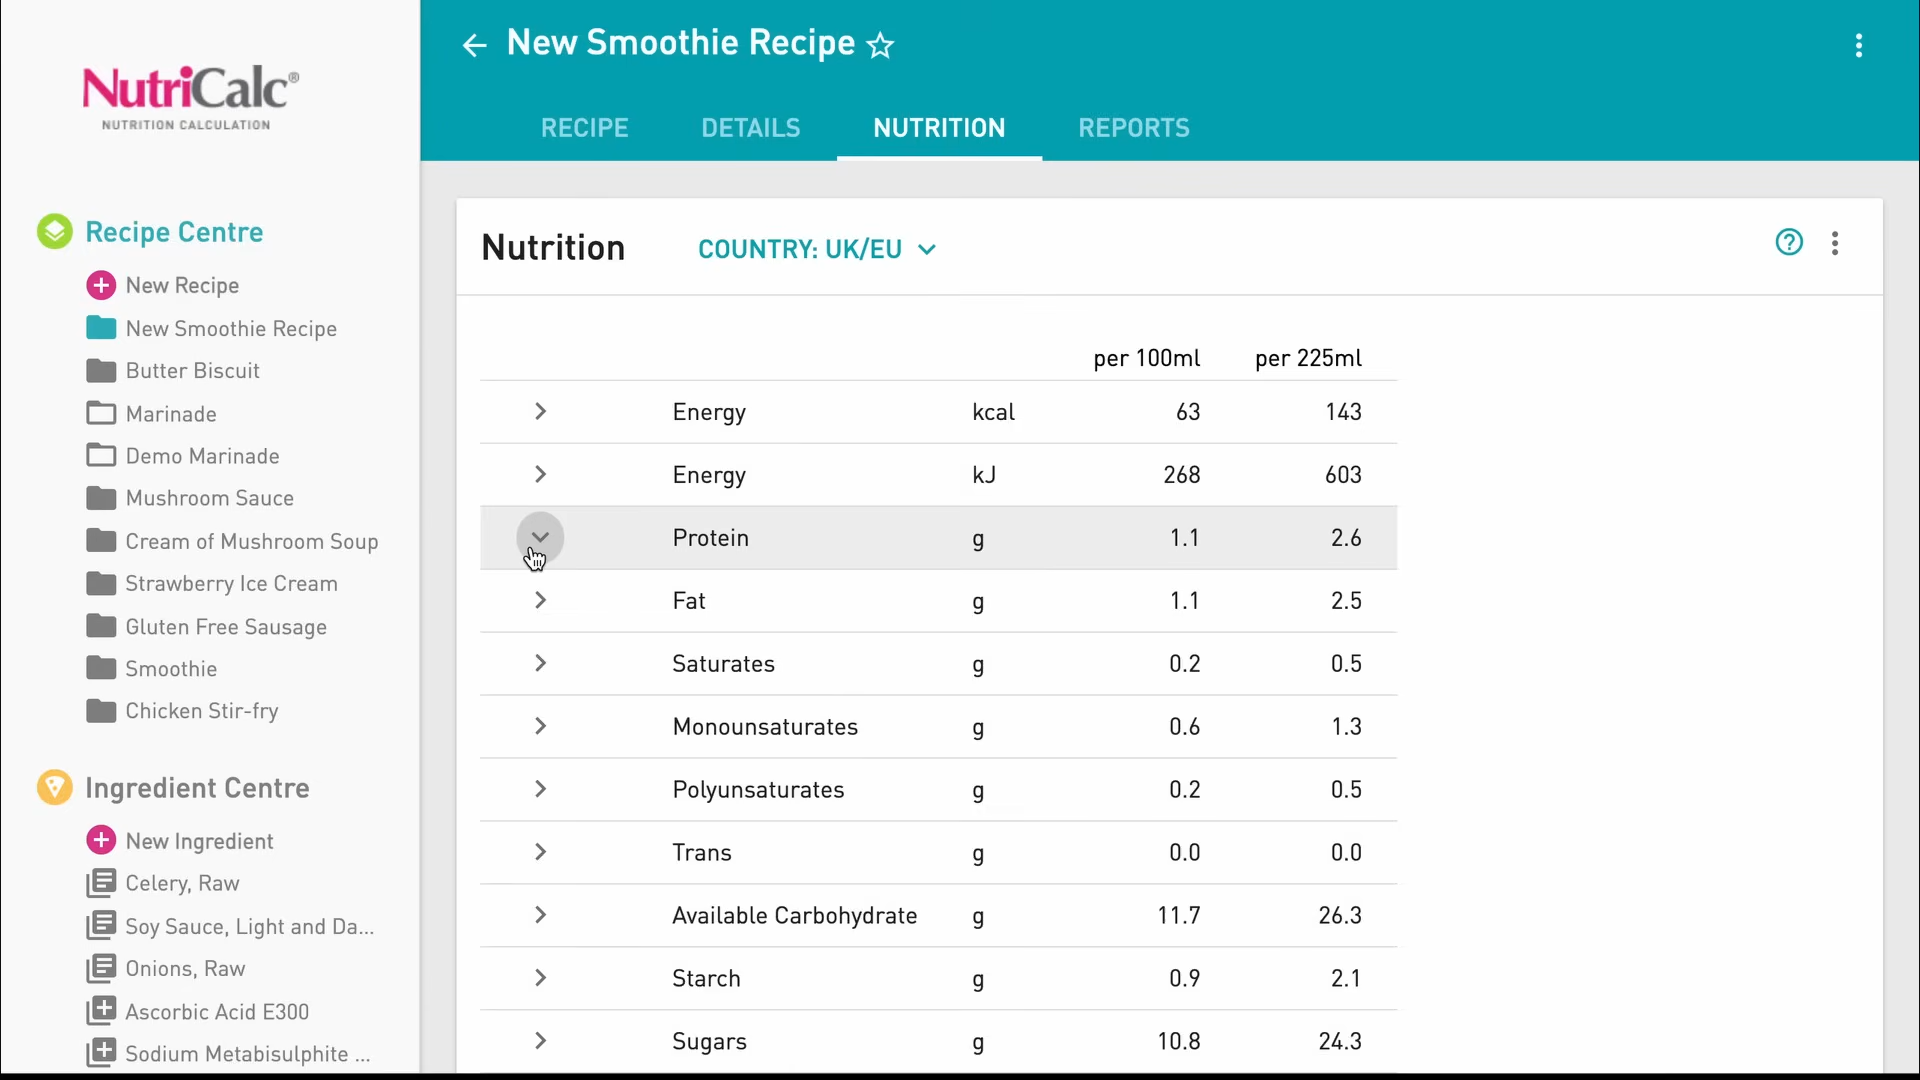 NutriCalc®
NUTRITION CALCULATION
Recipe Centre
New Recipe
New Smoothie Recipe
Butter Biscuit
Marinade
Demo Marinade
Mushroom Sauce
Cream of Mushroom Soup
Strawberry Ice Cream
Gluten Free Sausage
Smoothie
Chicken Stir-fry
Ingredient Centre
New Ingredient
Celery, Raw
Soy Sauce, Light and Da...
Onions, Raw
Ascorbic Acid E300
Sodium Metabisulphite ...
New Smoothie Recipe
RECIPE DETAILS NUTRITION REPORTS
Nutrition COUNTRY: UK/EU
per 100ml per 225ml
Energy kcal 63 143
Energy kJ 268 603
Protein g 1.1 2.6
Fat g 1.1 2.5
Saturates g 0.2 0.5
Monounsaturates g 0.6 1.3
Polyunsaturates g 0.2 0.5
Trans g 0.0 0.0
Available Carbohydrate g 11.7 26.3
Starch g 0.9 2.1
Sugars g 10.8 24.3